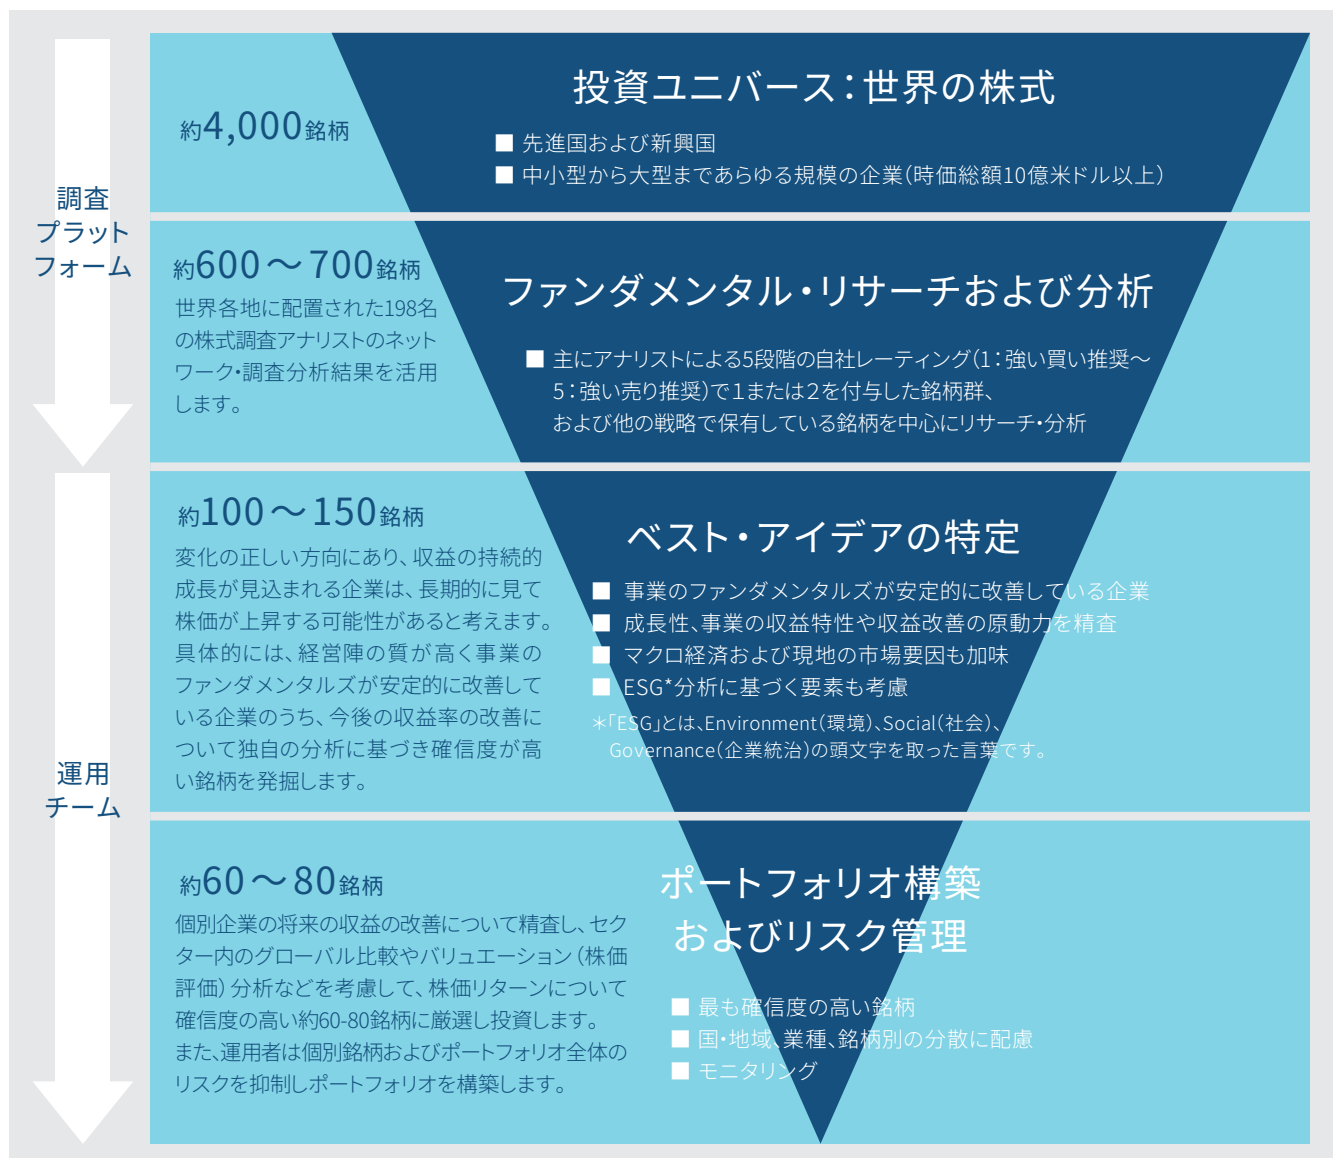 調査
プラット
フォーム
約4,000銘柄
投資ユニバース：世界の株式
■ 先進国および新興国
■ 中小型から大型まであらゆる規模の企業（時価総額10億米ドル以上）
約600～700銘柄
世界各地に配置された198名
の株式調査アナリストのネット
ワーク・調査分析結果を活用
します。
ファンダメンタル・リサーチおよび分析
■ 主にアナリストによる5段階の自社レーティング（1：強い買い推奨～
5：強い売り推奨）で１または２を付与した銘柄群、
および他の戦略で保有している銘柄を中心にリサーチ・分析
運用
チーム
約100～150銘柄
変化の正しい方向にあり、収益の持続的
成長が見込まれる企業は、長期的に見て
株価が上昇する可能性があると考えます。
具体的には、経営陣の質が高く事業の
ファンダメンタルズが安定的に改善して
いる企業のうち、今後の収益率の改善に
ついて独自の分析に基づき確信度が高
い銘柄を発掘します。
ベスト・アイデアの特定
■ 事業のファンダメンタルズが安定的に改善している企業
■ 成長性、事業の収益特性や収益改善の原動力を精査
■ マクロ経済および現地の市場要因も加味
■ ESG*分析に基づく要素も考慮
＊「ESG」とは、Environment（環境）、Social（社会）、
Governance（企業統治）の頭文字を取った言葉です。
約60～80銘柄
個別企業の将来の収益の改善について精査し、セク
ター内のグローバル比較やバリュエーション（株価
評価）分析などを考慮して、株価リターンについて
確信度の高い約60-80銘柄に厳選し投資します。
また、運用者は個別銘柄およびポートフォリオ全体の
リスクを抑制しポートフォリオを構築します。
ポートフォリオ構築
およびリスク管理
■ 最も確信度の高い銘柄
■ 国・地域、業種、銘柄別の分散に配慮
■ モニタリング